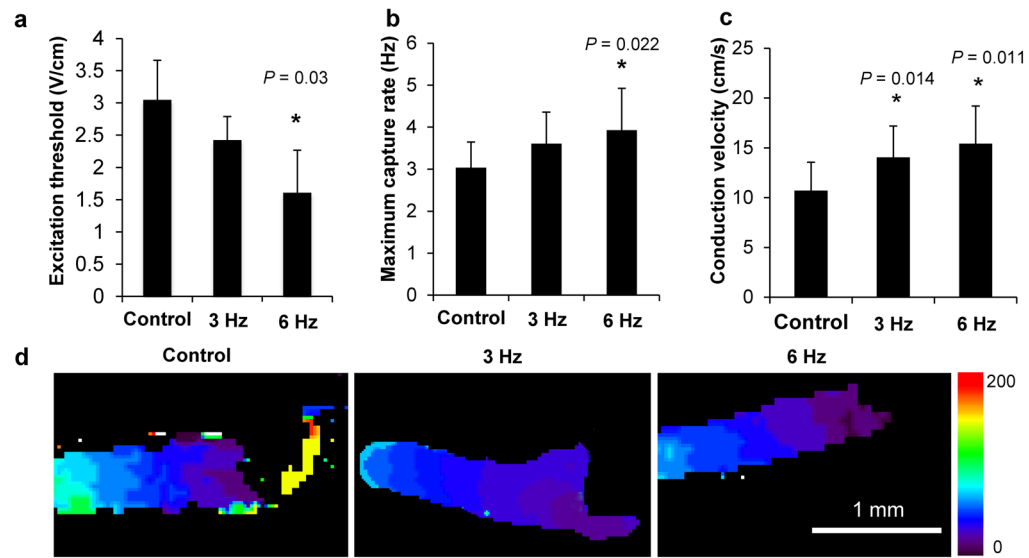 a
Excitation threshold (V/cm)
4
3.5
3
2.5
2
1.5
1
0.5
0
P = 0.03
*
Control 3 Hz 6 Hz
b
Maximum capture rate (Hz)
6
5
4
3
2
1
0
P = 0.022
*
Control 3 Hz 6 Hz
c
Conduction velocity (cm/s)
25
20
15
10
5
0
P = 0.014
*
P = 0.011
*
Control 3 Hz 6 Hz
d
Control
3 Hz
6 Hz
1 mm
200
0